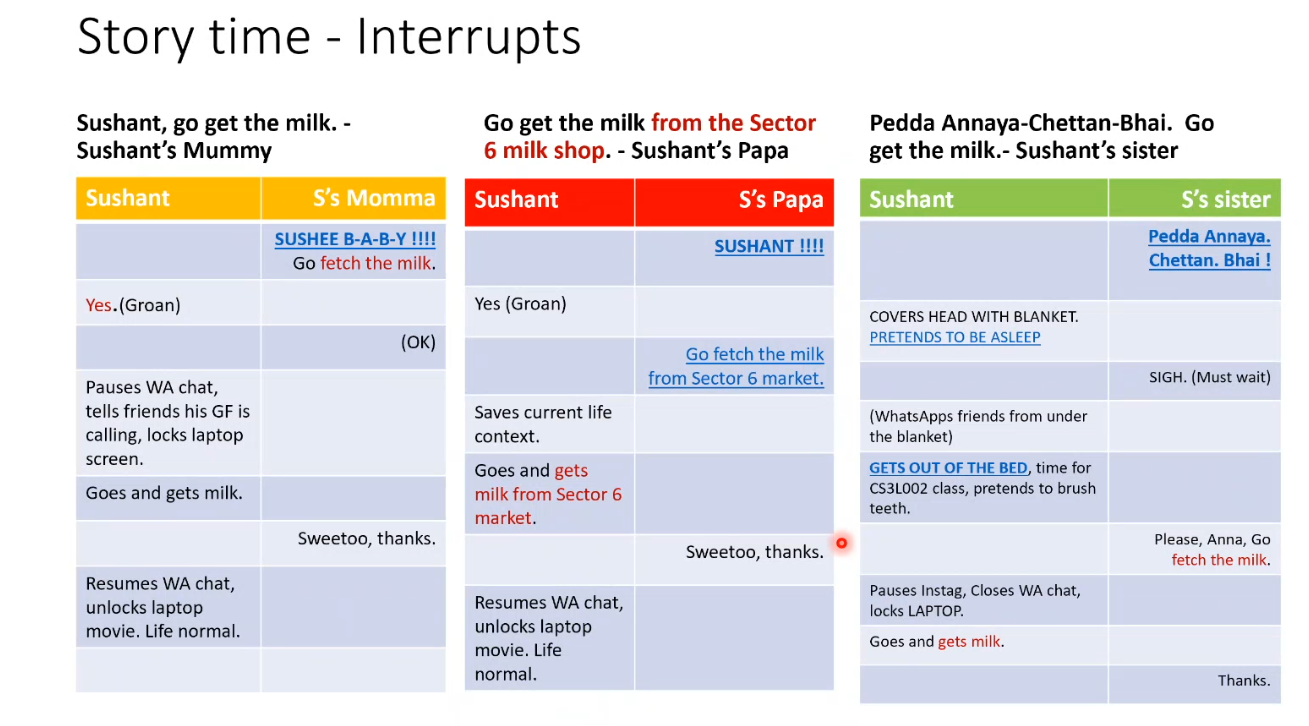 Story time - Interrupts
Sushant, go get the milk. -
Sushant's Mummy
Sushant
S's Momma
SUSHEE B-A-B-Y !!!!
Go fetch the milk.
Yes.(Groan)
(OK)
Pauses WA chat,
tells friends his GF is
calling, locks laptop
screen.
Goes and gets milk.
Sweetoo, thanks.
Resumes WA chat,
unlocks laptop
movie. Life normal.
Go get the milk from the Sector
6 milk shop. - Sushant's Papa
Sushant
S's Papa
SUSHANT !!!!
Yes (Groan)
Go fetch the milk
from Sector 6 market.
Saves current life
context.
Goes and gets
milk from Sector 6
market.
Sweetoo, thanks.
Resumes WA chat,
unlocks laptop
movie. Life
normal.
Pedda Annaya-Chettan-Bhai. Go
get the milk.- Sushant's sister
Sushant
S's sister
Pedda Annaya.
Chettan. Bhai !
COVERS HEAD WITH BLANKET.
PRETENDS TO BE ASLEEP
SIGH. (Must wait)
(WhatsApps friends from under
the blanket)
GETS OUT OF THE BED, time for
CS3L002 class, pretends to brush
teeth.
Please, Anna, Go
fetch the milk.
Pauses Instag, Closes WA chat,
locks LAPTOP.
Goes and gets milk.
Thanks.